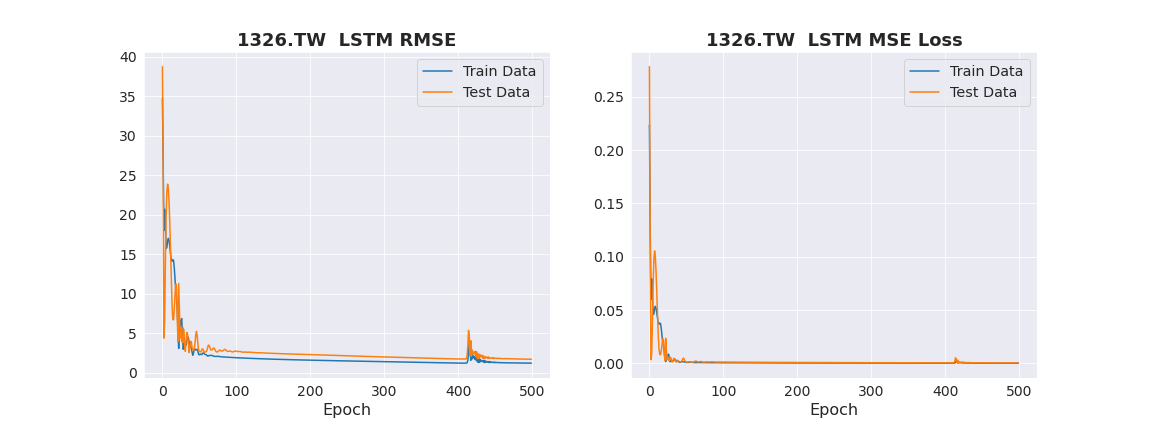 1326.TW  LSTM RMSE
40
35
30
25
20
15
10
5
0
0 100 200 300 400 500
Epoch
Train Data
Test Data
1326.TW  LSTM MSE Loss
0.25
0.20
0.15
0.10
0.05
0.00
0 100 200 300 400 500
Epoch
Train Data
Test Data